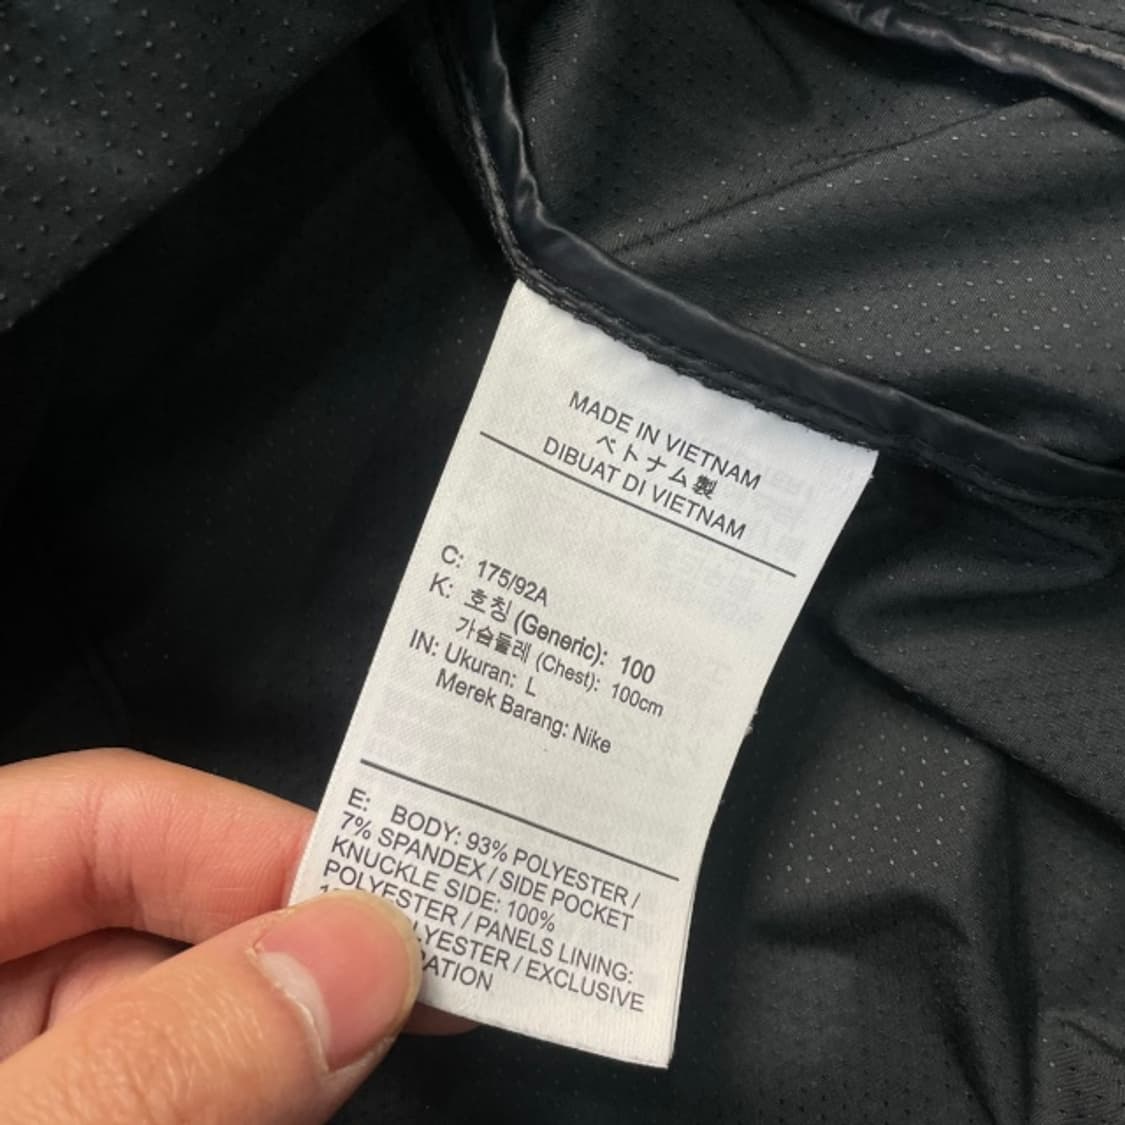 MADE IN VIETNAM
ベトナム製
DIBUAT DI VIETNAM
C: 175/92A
K: 호칭 (Generic): 100
가슴둘레 (Chest): 100cm
IN: Ukuran: L
Merek Barang: Nike
E: BODY: 93% POLYESTER /
7% SPANDEX / SIDE POCKET
KNUCKLE SIDE: 100%
POLYESTER / PANELS LINING:
/ EXCLUSIVE